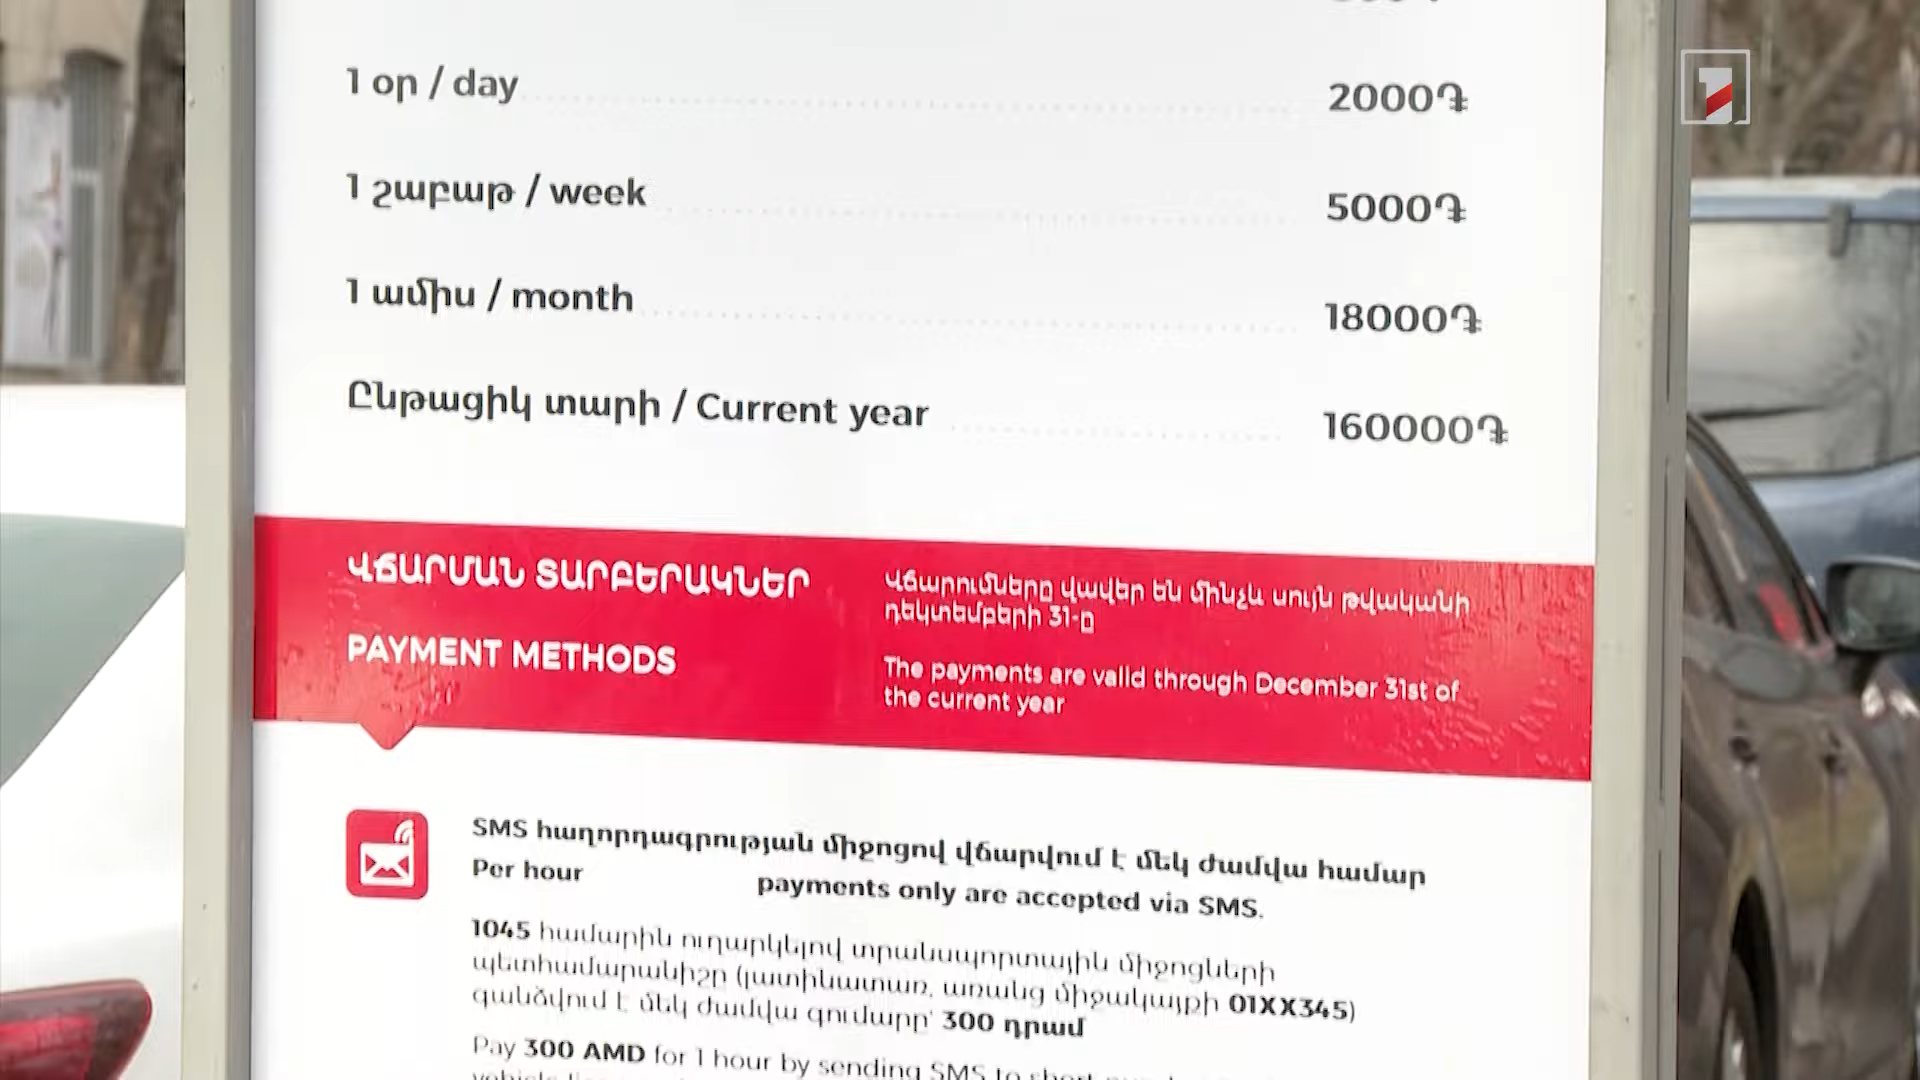 1 օր / day 2000֏
1 շաբաթ / week 5000֏
1 ամիս / month 18000֏
Ընթացիկ տարի / Current year 160000֏
ՎՃԱՐՄԱՆ ՏԱՐԲԵՐԱԿՆԵՐ
PAYMENT METHODS
Վճարումները վավեր են մինչև սույն թվականի
դեկտեմբերի 31-ը
The payments are valid through December 31st of
the current year
SMS հաղորդագրության միջոցով վճարվում է մեկ ժամվա համար
Per hour payments only are accepted via SMS.
1045 համարին ուղարկելով տրանսպորտային միջոցների
պետհամարանիշը (լատինատառ, առանց միջակայքի 01XX345)
գանձվում է մեկ ժամվա գումարը՝ 300 դրամ
Pay 300 AMD for 1 hour by sending SMS to short